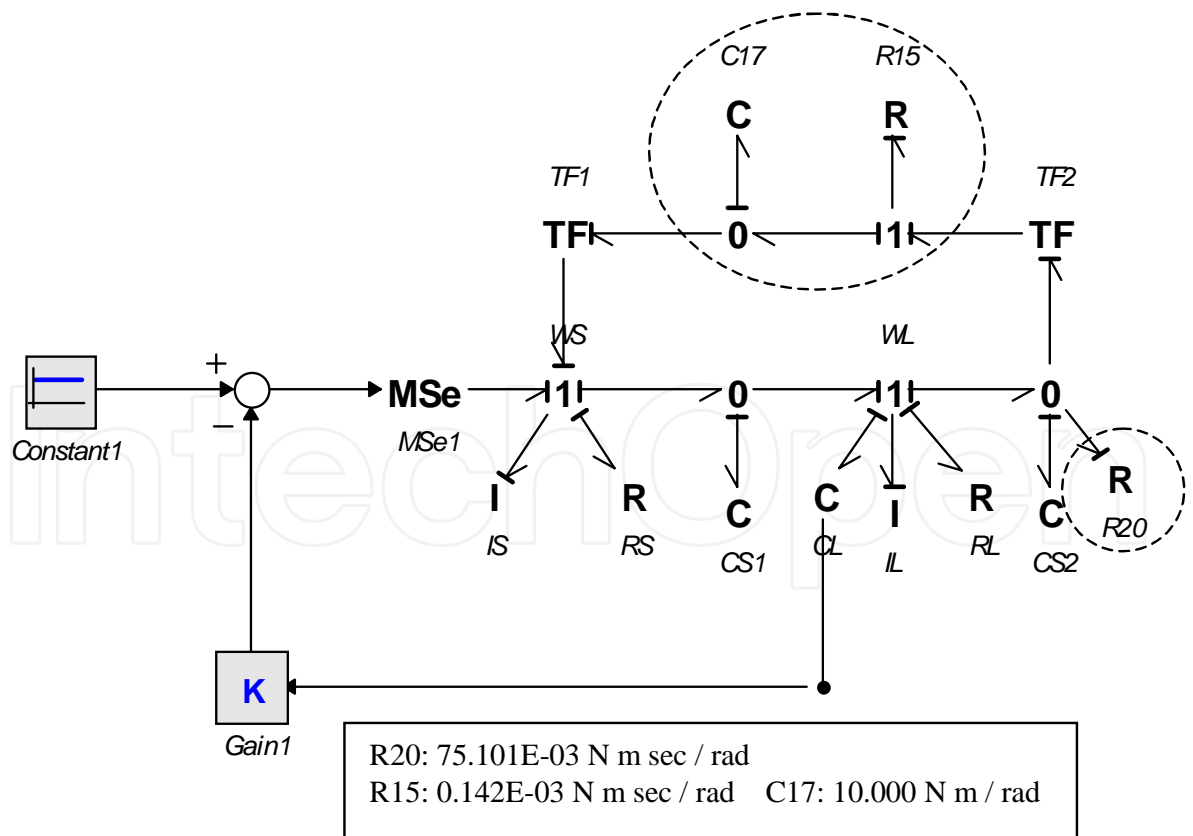 C17 R15
C R
TF1 TF2
TF 0 1 TF
WS WL
+
MSe 1 0 1 0
−
Constant1 MSe1
I R C C I R C R
IS RS CS1 CL IL RL CS2 R20
IntechOpen
K
Gain1
R20: 75.101E-03 N m sec / rad
R15: 0.142E-03 N m sec / rad C17: 10.000 N m / rad